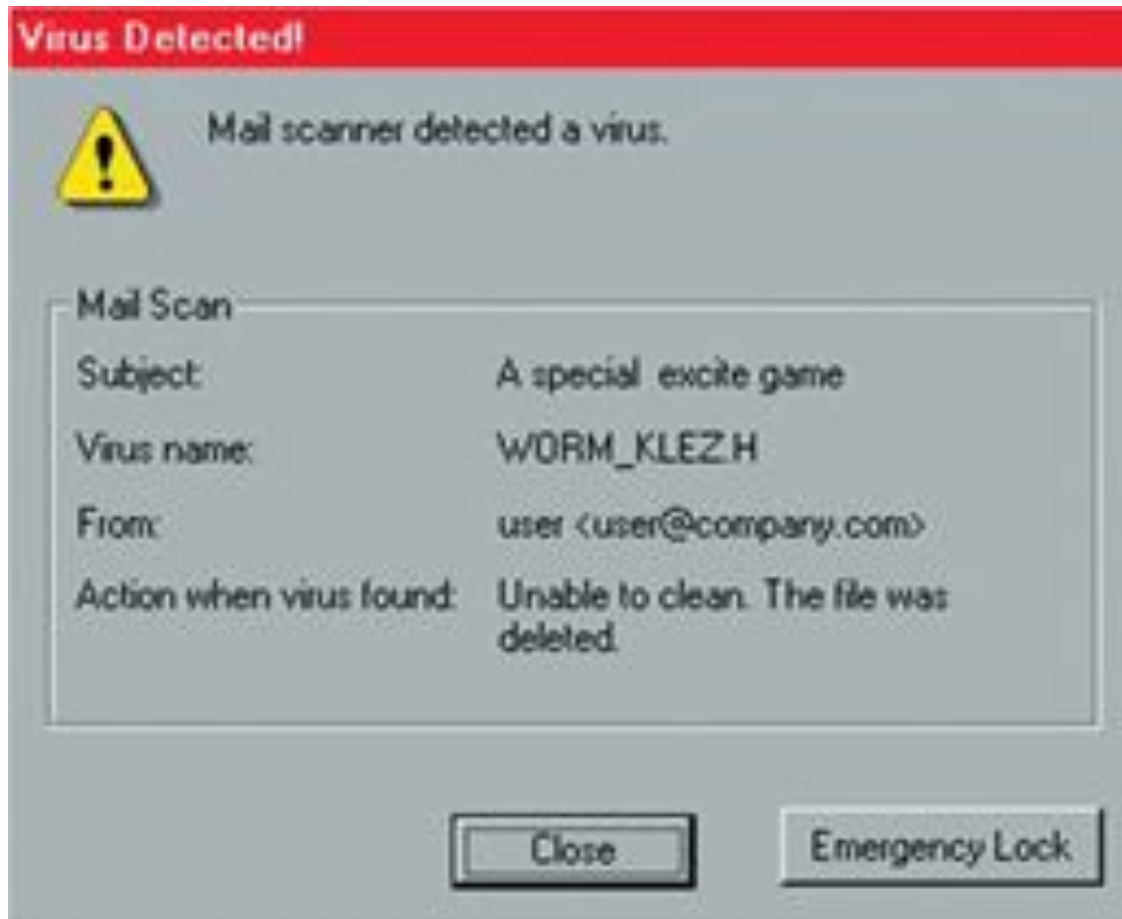 Virus Detected!
Mail scanner detected a virus.
Mail Scan
Subject: A special excite game
Virus name: WORM_KLEZ.H
From: user <user@company.com>
Action when virus found: Unable to clean. The file was
deleted.
Close Emergency Lock